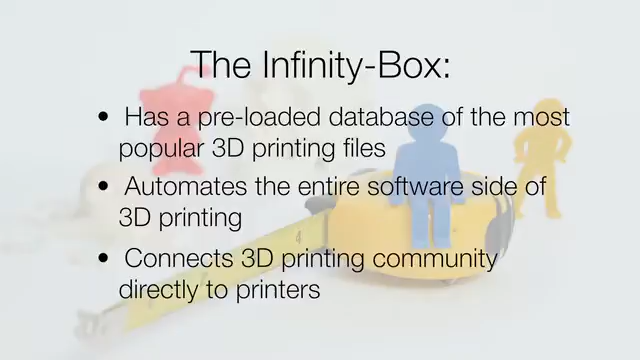 The Infinity-Box:
• Has a pre-loaded database of the most
popular 3D printing files
• Automates the entire software side of
3D printing
• Connects 3D printing community
directly to printers
4